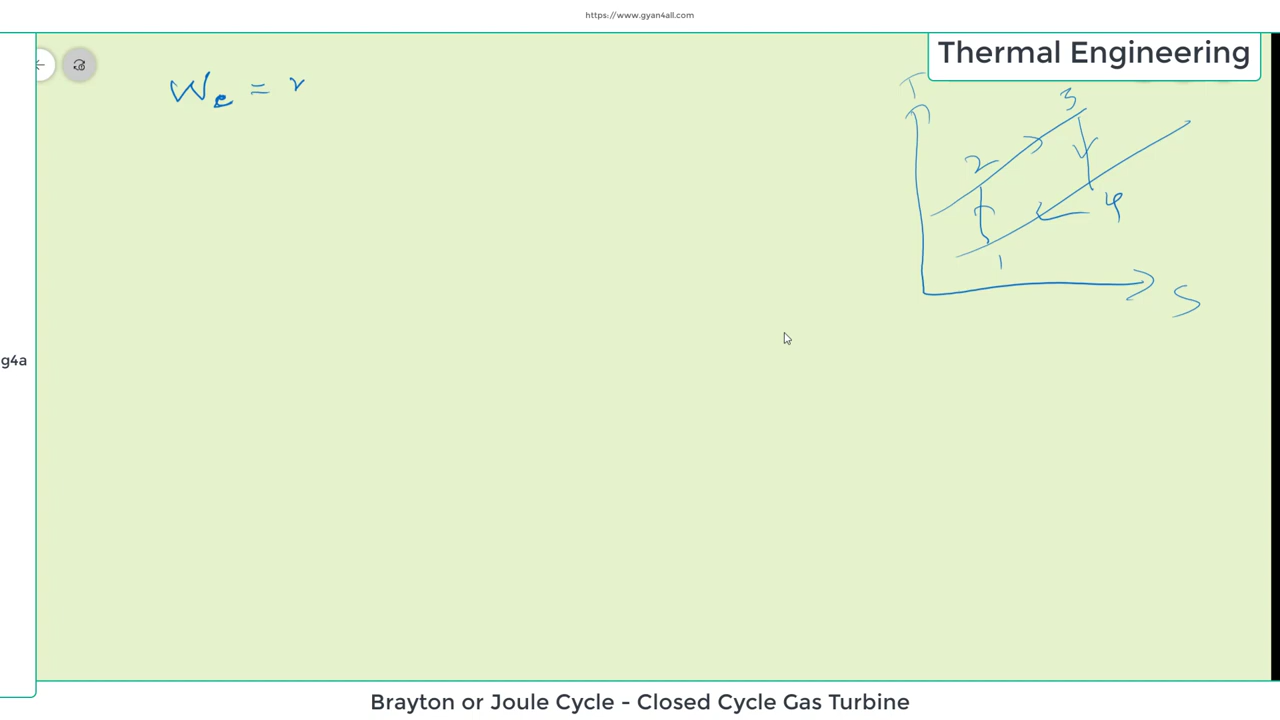 https://www.gyan4all.com
Thermal Engineering
We =
T
3
2
4
1
S
g4a
Brayton or Joule Cycle - Closed Cycle Gas Turbine